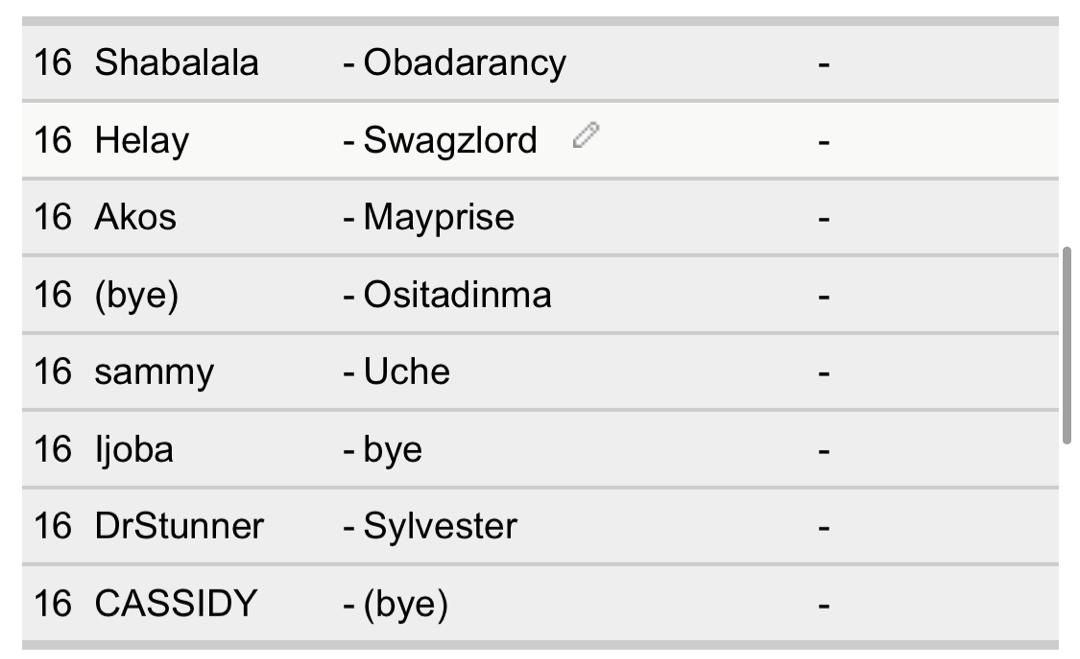 16 Shabalala - Obadarancy -
16 Helay - Swagzlord -
16 Akos - Mayprise -
16 (bye) - Ositadinma -
16 sammy - Uche -
16 Ijoba - bye -
16 DrStunner - Sylvester -
16 CASSIDY - (bye) -